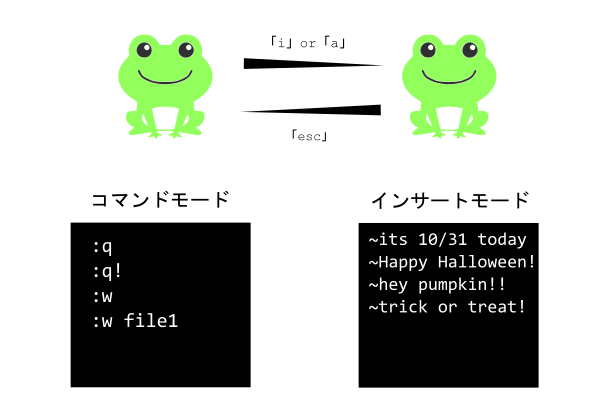 「i」or「a」
「esc」
コマンドモード
:q
:q!
:w
:w file1
インサートモード
~its 10/31 today
~Happy Halloween!
~hey pumpkin!!
~trick or treat!